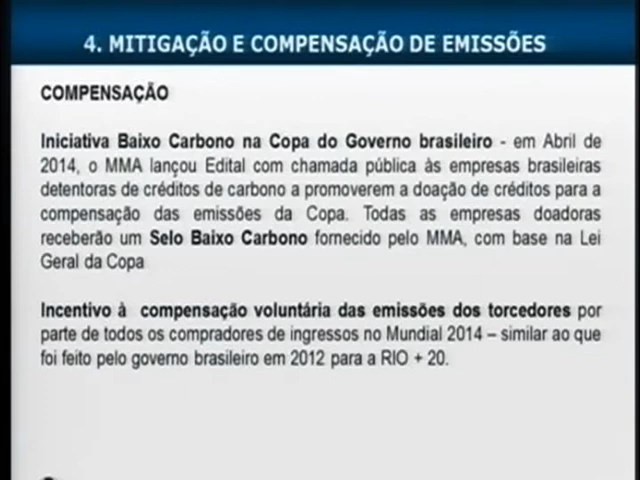 4. MITIGAÇÃO E COMPENSAÇÃO DE EMISSÕES
COMPENSAÇÃO
Iniciativa Baixo Carbono na Copa do Governo brasileiro - em Abril de
2014, o MMA lançou Edital com chamada pública às empresas brasileiras
detentoras de créditos de carbono a promoverem a doação de créditos para a
compensação das emissões da Copa. Todas as empresas doadoras
receberão um Selo Baixo Carbono fornecido pelo MMA, com base na Lei
Geral da Copa
Incentivo à compensação voluntária das emissões dos torcedores por
parte de todos os compradores de ingressos no Mundial 2014 – similar ao que
foi feito pelo governo brasileiro em 2012 para a RIO + 20.